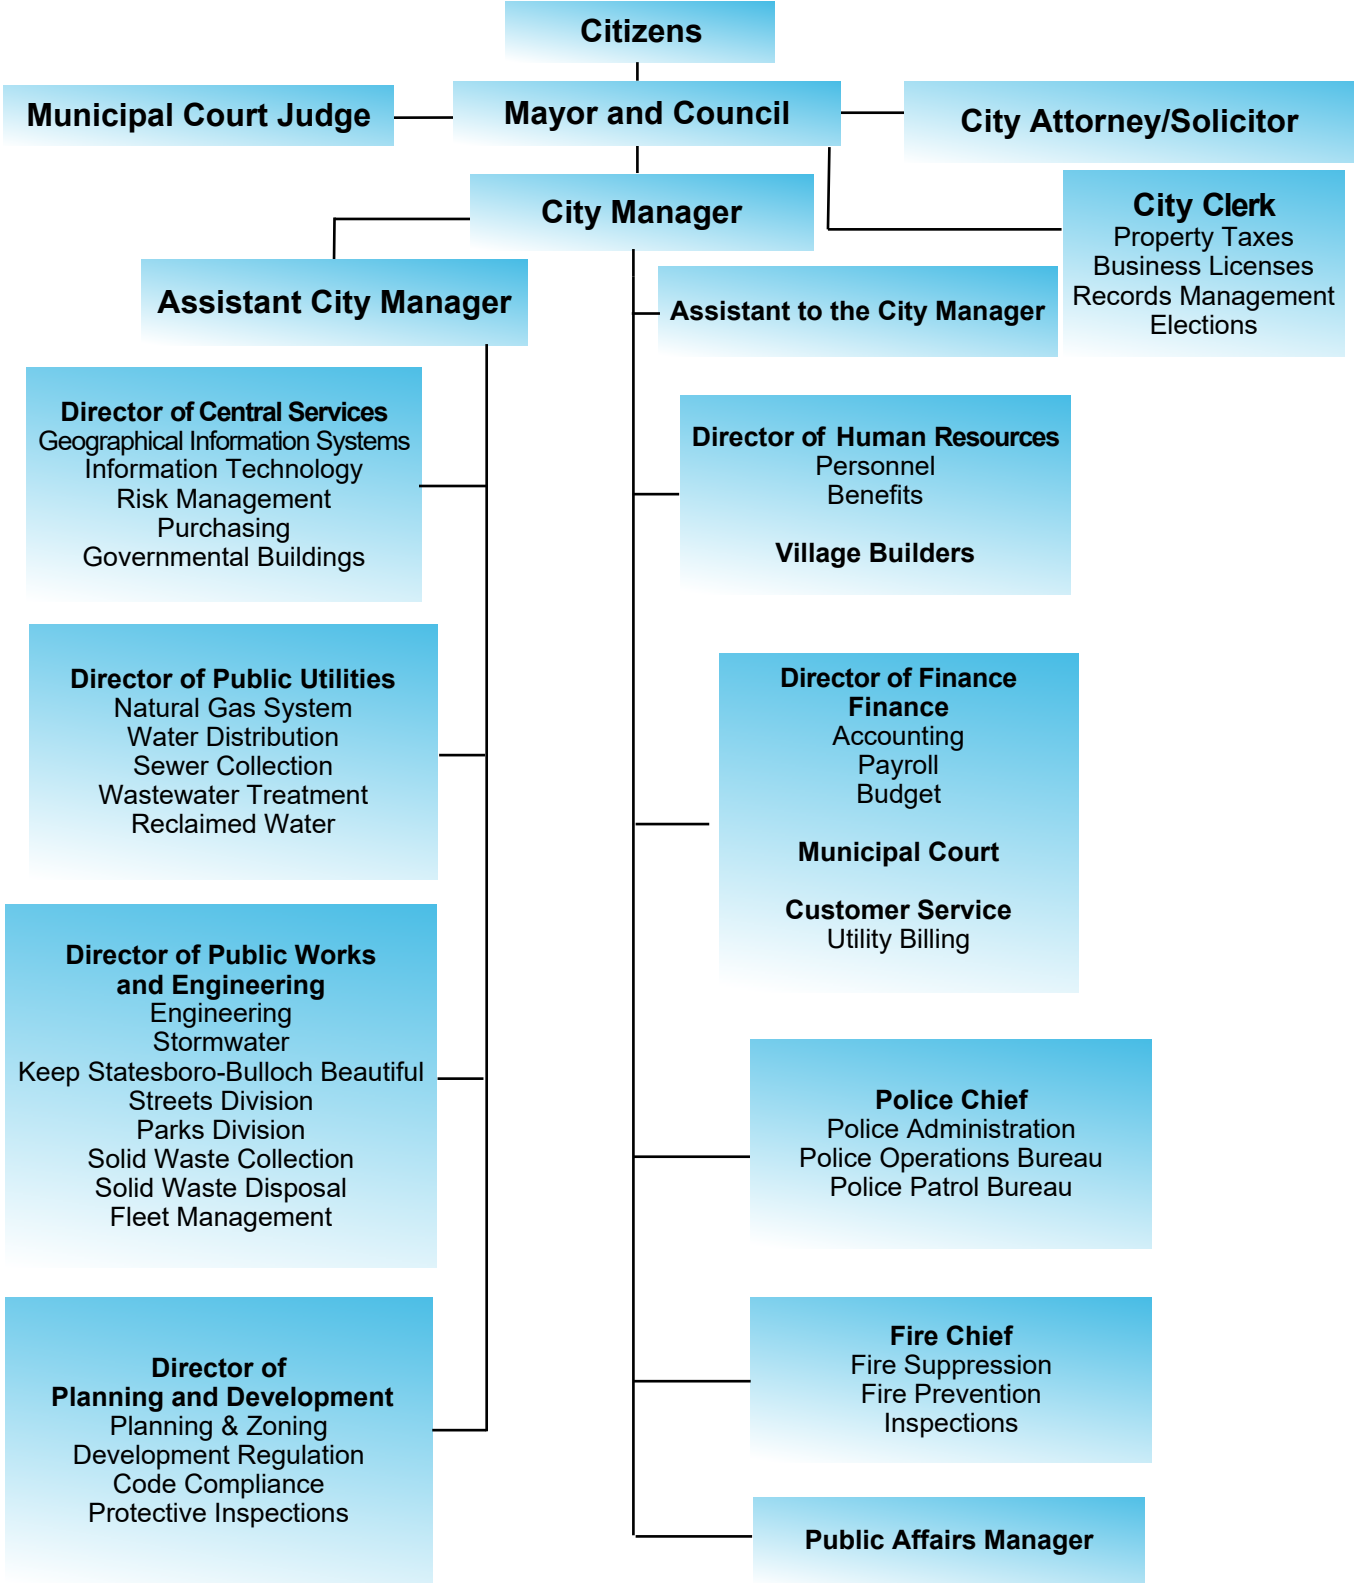 Citizens
Municipal Court Judge
Mayor and Council
City Attorney/Solicitor
City Manager
City Clerk
Property Taxes
Business Licenses
Records Management
Elections
Assistant City Manager
Assistant to the City Manager
Director of Central Services
Geographical Information Systems
Information Technology
Risk Management
Purchasing
Governmental Buildings
Director of Human Resources
Personnel
Benefits
Village Builders
Director of Public Utilities
Natural Gas System
Water Distribution
Sewer Collection
Wastewater Treatment
Reclaimed Water
Director of Finance
Finance
Accounting
Payroll
Budget
Municipal Court
Customer Service
Utility Billing
Director of Public Works
and Engineering
Engineering
Stormwater
Keep Statesboro-Bulloch Beautiful
Streets Division
Parks Division
Solid Waste Collection
Solid Waste Disposal
Fleet Management
Police Chief
Police Administration
Police Operations Bureau
Police Patrol Bureau
Director of
Planning and Development
Planning & Zoning
Development Regulation
Code Compliance
Protective Inspections
Fire Chief
Fire Suppression
Fire Prevention
Inspections
Public Affairs Manager